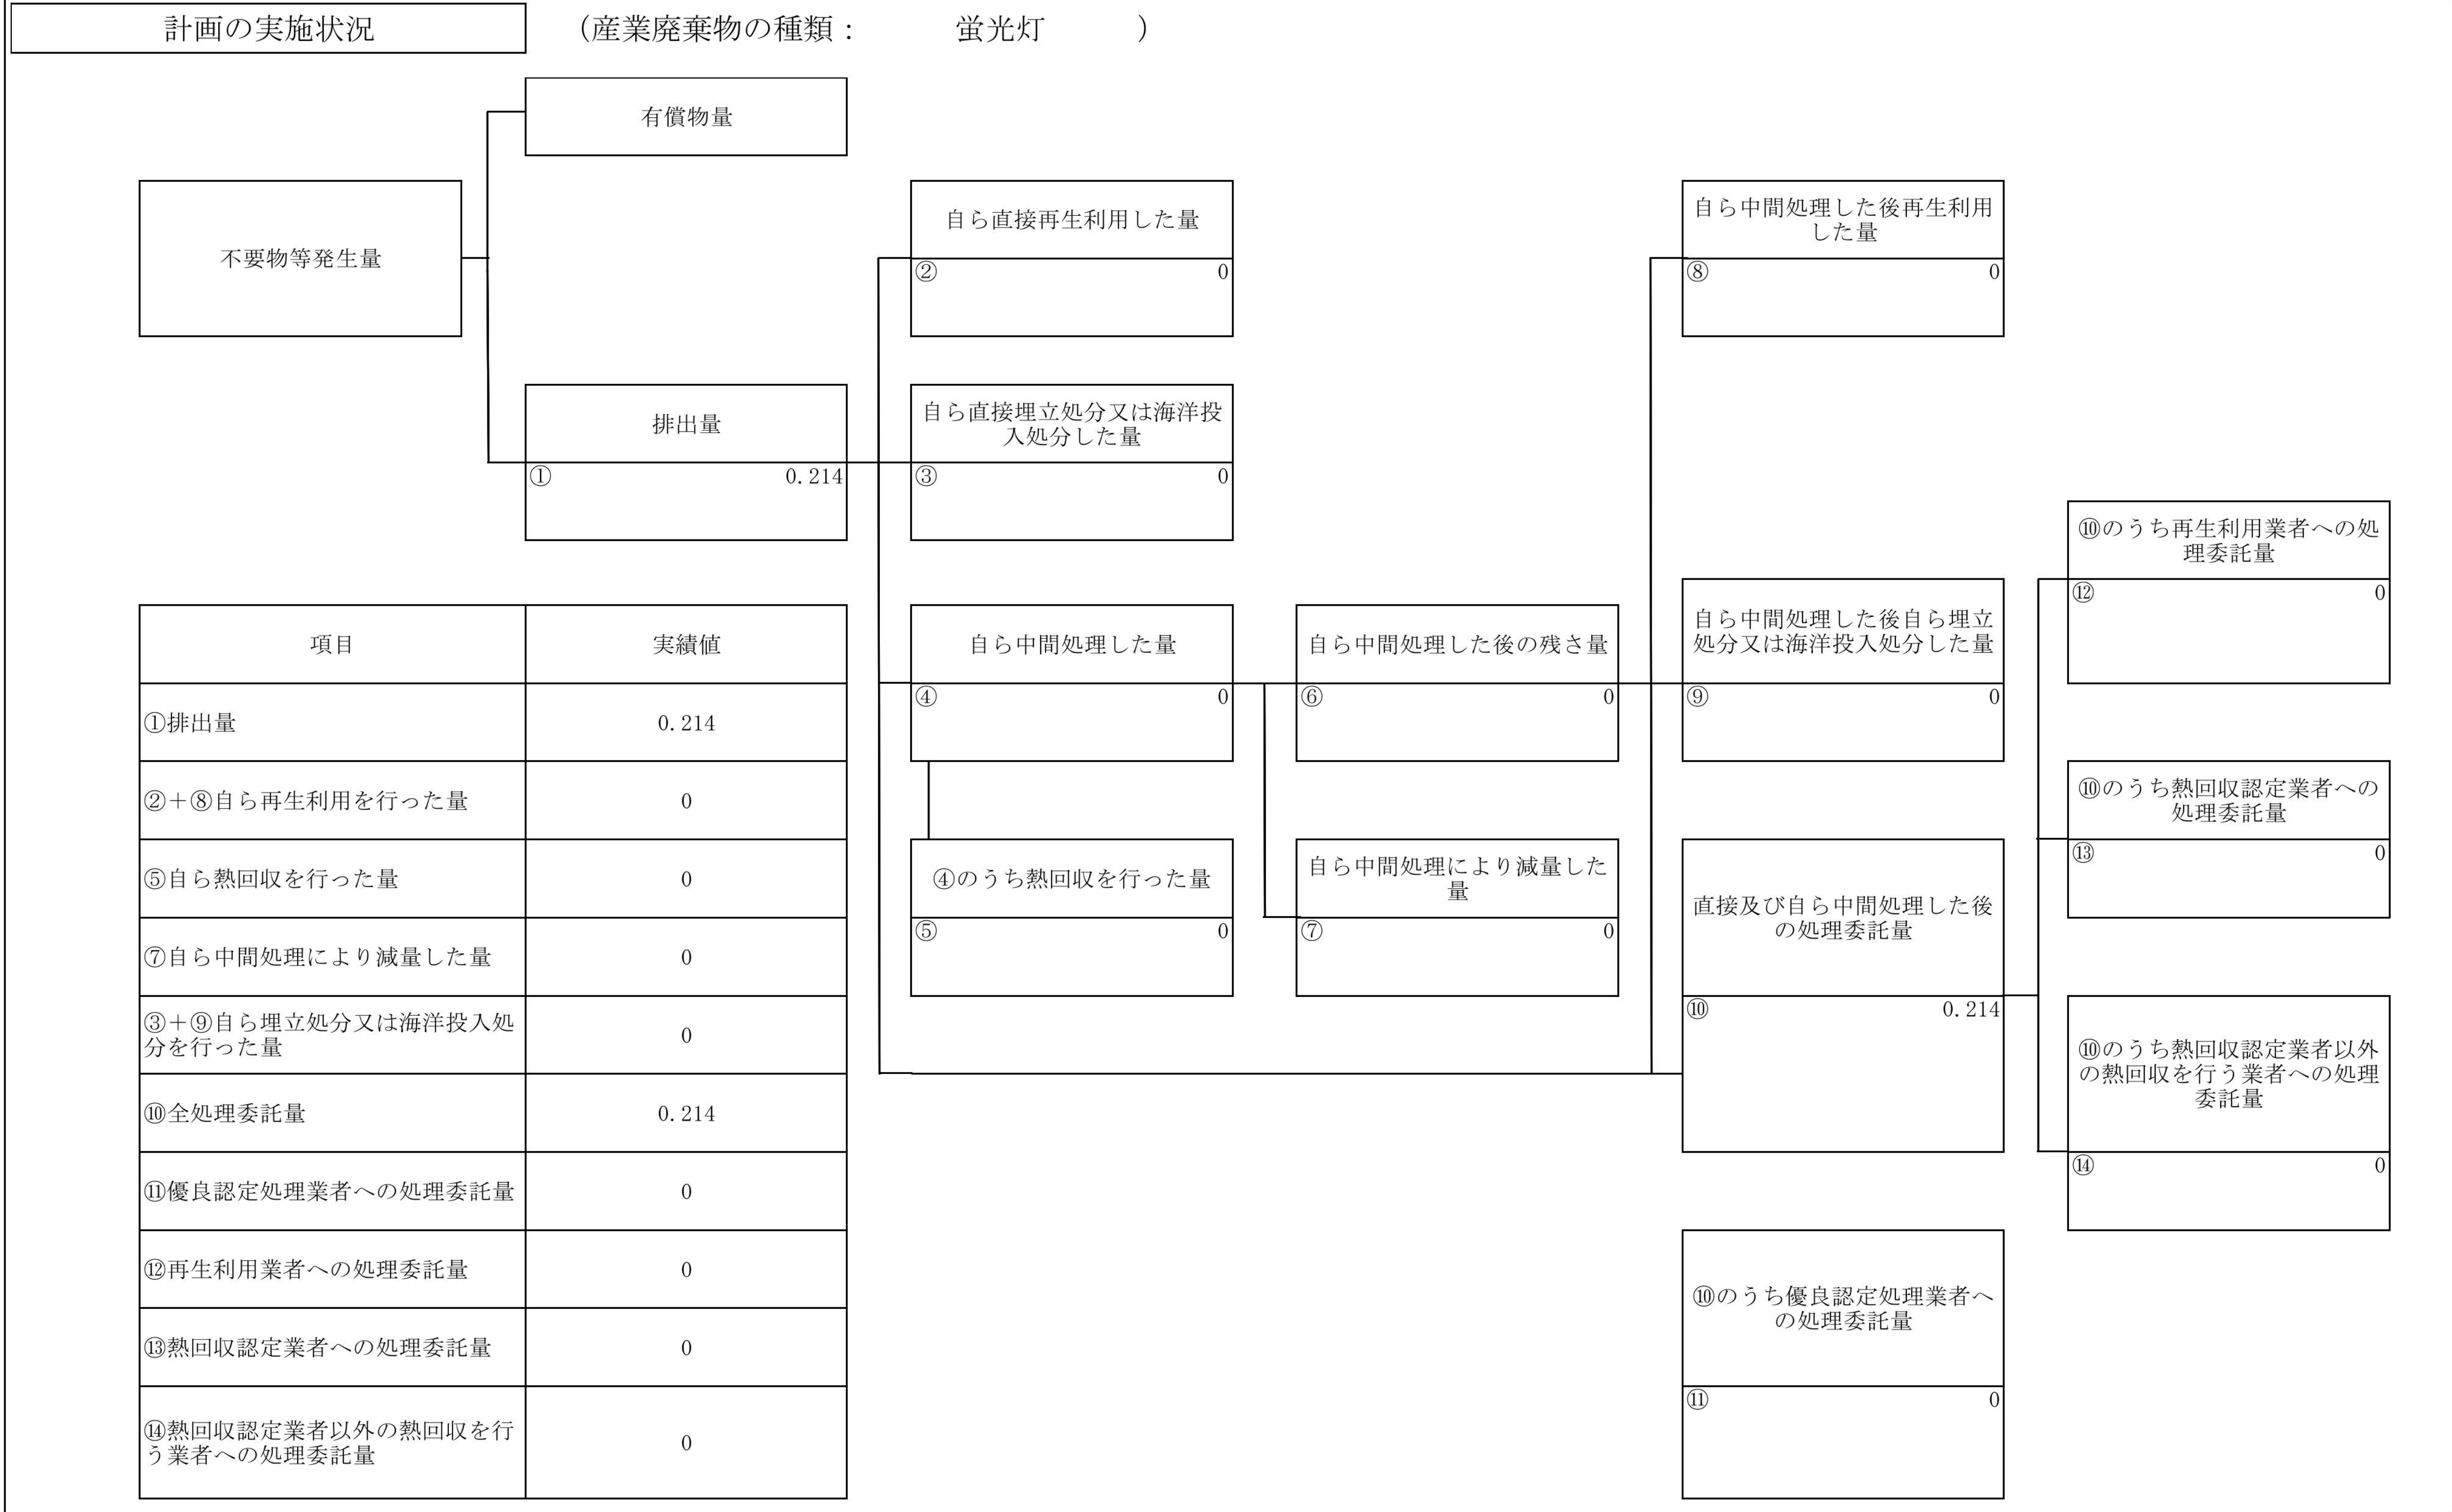 計画の実施状況
（産業廃棄物の種類： 蛍光灯 ）
有償物量
不要物等発生量
排出量
① 0.214
自ら直接再生利用した量
② 0
自ら直接埋立処分又は海洋投
入処分した量
③ 0
自ら中間処理した量
④ 0
④のうち熱回収を行った量
⑤ 0
自ら中間処理した後の残さ量
⑥ 0
自ら中間処理により減量した
量
⑦ 0
自ら中間処理した後再生利用
した量
⑧ 0
自ら中間処理した後自ら埋立
処分又は海洋投入処分した量
⑨ 0
直接及び自ら中間処理した後
の処理委託量
⑩ 0.214
⑩のうち優良認定処理業者へ
の処理委託量
⑪ 0
⑩のうち再生利用業者への処
理委託量
⑫ 0
⑩のうち熱回収認定業者への
処理委託量
⑬ 0
⑩のうち熱回収認定業者以外
の熱回収を行う業者への処理
委託量
⑭ 0
項目 実績値
①排出量 0.214
②＋⑧自ら再生利用を行った量 0
⑤自ら熱回収を行った量 0
⑦自ら中間処理により減量した量 0
③＋⑨自ら埋立処分又は海洋投入処
分を行った量 0
⑩全処理委託量 0.214
⑪優良認定処理業者への処理委託量 0
⑫再生利用業者への処理委託量 0
⑬熱回収認定業者への処理委託量 0
⑭熱回収認定業者以外の熱回収を行
う業者への処理委託量 0